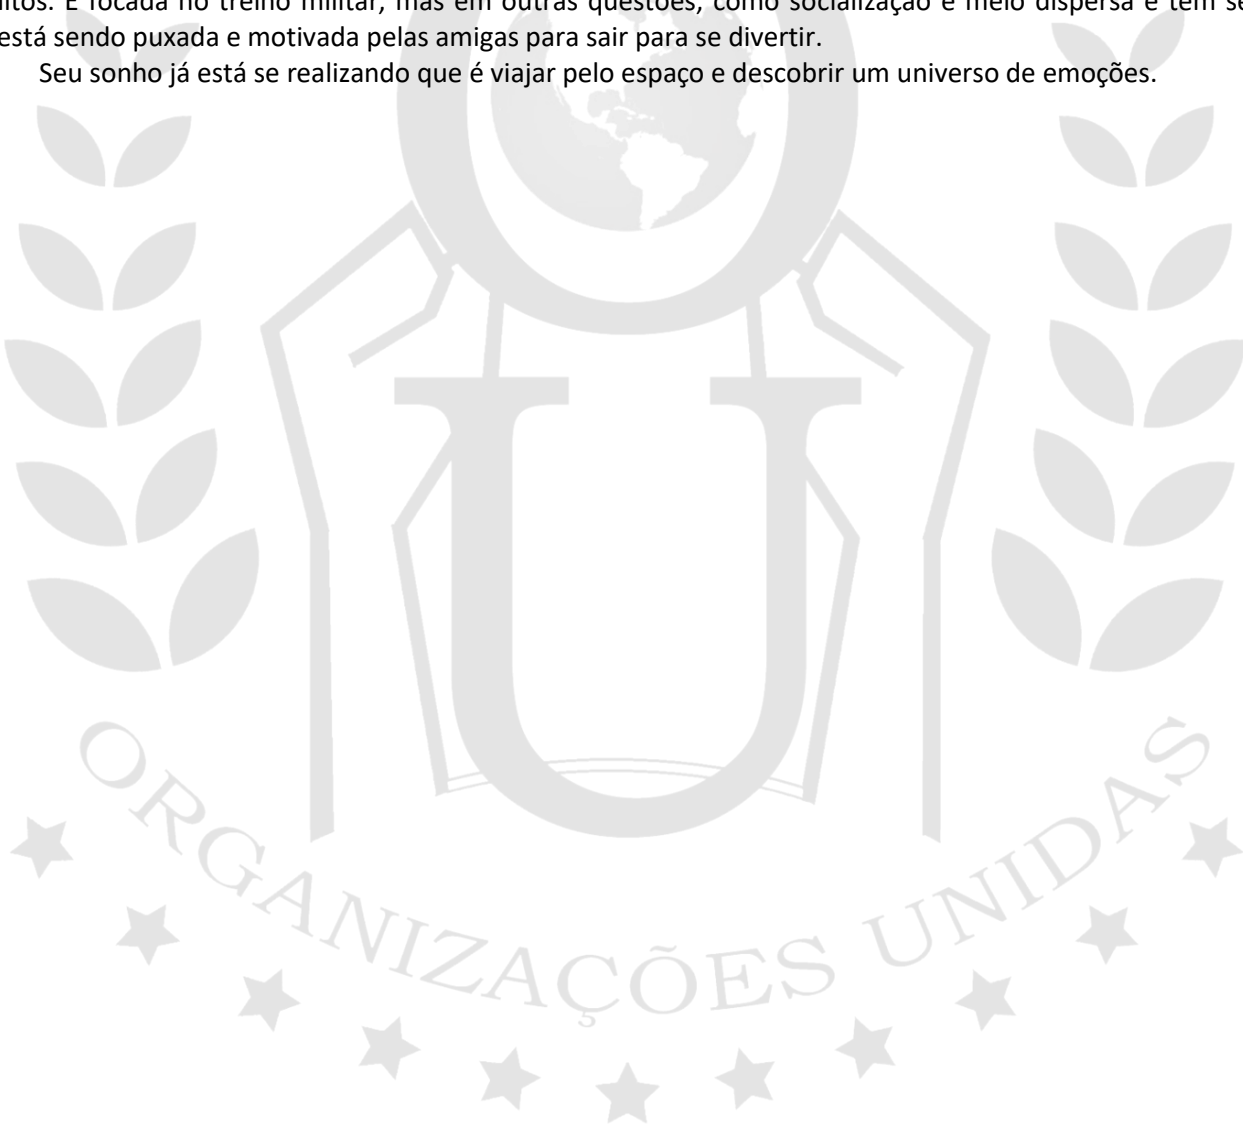 É focada no treino militar, mas em outras questões, como socialização é meio dispersa e tem
está sendo puxada e motivada pelas amigas para sair para se divertir.
Seu sonho já está se realizando que é viajar pelo espaço e descobrir um universo de emoções.
O
U
ORGANIZAÇÕES UNIDAS